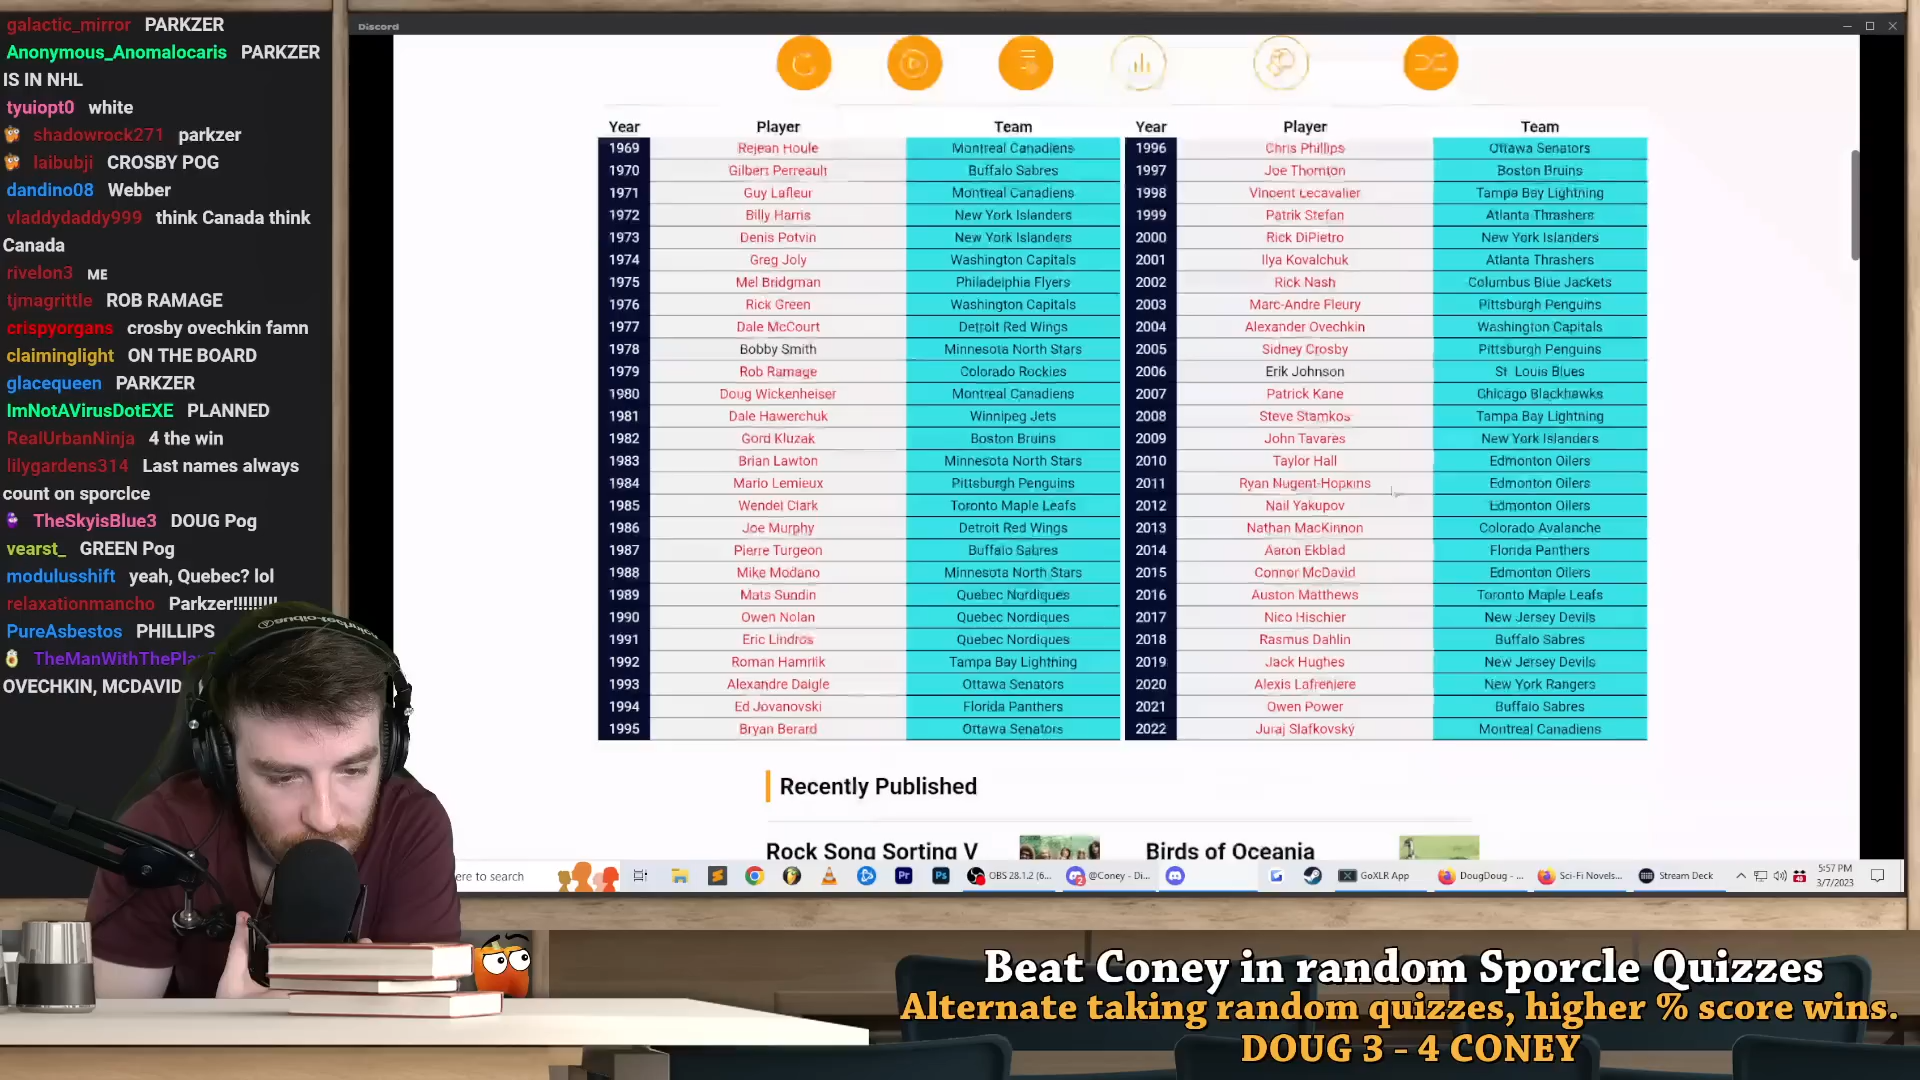 galactic_mirror PARKZER
Anonymous_Anomalocaris PARKZER
IS IN NHL
tyuiopt0 white
shadowrock271 parkzer
laibubji CROSBY POG
dandino08 Webber
vladdydaddy999 think Canada think
Canada
rivelon3 ME
tjmagrittle ROB RAMAGE
crispyorgans crosby ovechkin famn
claiminglight ON THE BOARD
glacequeen PARKZER
ImNotAVirusDotEXE PLANNED
RealUrbanNinja 4 the win
lilygardens314 Last names always
count on sporclce
TheSkyisBlue3 DOUG Pog
vearst_ GREEN Pog
modulusshift yeah, Quebec? lol
relaxationmancho Parkzer!!!!!!!!!
PureAsbestos PHILLIPS
TheManWithThePla
OVECHKIN, MCDAVID
Discord
Year Player Team Year Player Team
1969 Rejean Houle Montreal Canadiens 1996 Chris Phillips Ottawa Senators
1970 Gilbert Perreault Buffalo Sabres 1997 Joe Thornton Boston Bruins
1971 Guy Lafleur Montreal Canadiens 1998 Vincent Lecavalier Tampa Bay Lightning
1972 Billy Harris New York Islanders 1999 Patrik Stefan Atlanta Thrashers
1973 Denis Potvin New York Islanders 2000 Rick DiPietro New York Islanders
1974 Greg Joly Washington Capitals 2001 Ilya Kovalchuk Atlanta Thrashers
1975 Mel Bridgman Philadelphia Flyers 2002 Rick Nash Columbus Blue Jackets
1976 Rick Green Washington Capitals 2003 Marc-Andre Fleury Pittsburgh Penguins
1977 Dale McCourt Detroit Red Wings 2004 Alexander Ovechkin Washington Capitals
1978 Bobby Smith Minnesota North Stars 2005 Sidney Crosby Pittsburgh Penguins
1979 Rob Ramage Colorado Rockies 2006 Erik Johnson St Louis Blues
1980 Doug Wickenheiser Montreal Canadiens 2007 Patrick Kane Chicago Blackhawks
1981 Dale Hawerchuk Winnipeg Jets 2008 Steve Stamkos Tampa Bay Lightning
1982 Gord Kluzak Boston Bruins 2009 John Tavares New York Islanders
1983 Brian Lawton Minnesota North Stars 2010 Taylor Hall Edmonton Oilers
1984 Mario Lemieux Pittsburgh Penguins 2011 Ryan Nugent-Hopkins Edmonton Oilers
1985 Wendel Clark Toronto Maple Leafs 2012 Nail Yakupov Edmonton Oilers
1986 Joe Murphy Detroit Red Wings 2013 Nathan MacKinnon Colorado Avalanche
1987 Pierre Turgeon Buffalo Sabres 2014 Aaron Ekblad Florida Panthers
1988 Mike Modano Minnesota North Stars 2015 Connor McDavid Edmonton Oilers
1989 Mats Sundin Quebec Nordiques 2016 Auston Matthews Toronto Maple Leafs
1990 Owen Nolan Quebec Nordiques 2017 Nico Hischier New Jersey Devils
1991 Eric Lindros Quebec Nordiques 2018 Rasmus Dahlin Buffalo Sabres
1992 Roman Hamrlik Tampa Bay Lightning 2019 Jack Hughes New Jersey Devils
1993 Alexandre Daigle Ottawa Senators 2020 Alexis Lafreniere New York Rangers
1994 Ed Jovanovski Florida Panthers 2021 Owen Power Buffalo Sabres
1995 Bryan Berard Ottawa Senators 2022 Juraj Slafkovský Montreal Canadiens
Recently Published
Rock Song Sorting V Birds of Oceania
ere to search OBS 28.1.2 (6... @Coney - Di... GoXLR App DougDoug - ... Sci-Fi Novels... Stream Deck 5:57 PM
3/7/2023
Beat Coney in random Sporcle Quizzes
Alternate taking random quizzes, higher % score wins.
DOUG 3 - 4 CONEY